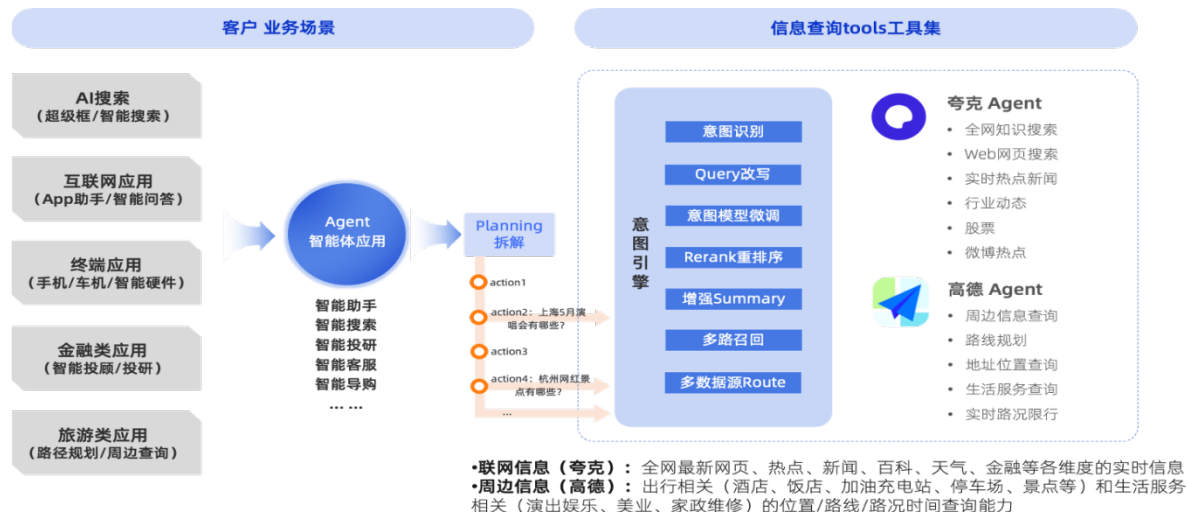 客户 业务场景
信息查询tools工具集
AI搜索
(超级框/智能搜索)
互联网应用
(App助手/智能问答)
终端应用
(手机/车机/智能硬件)
金融类应用
(智能投顾/投研)
旅游类应用
(路径规划/周边查询)
Agent
智能体应用
智能助手
智能搜索
智能投研
智能客服
智能导购
... ...
Planning
拆解
action1
action2：上海5月演
唱会有哪些？
action3
action4：杭州网红景
点有哪些？
...
意
图
引
擎
意图识别
Query改写
意图模型微调
Rerank重排序
增强Summary
多路召回
多数据源Route
夸克 Agent
• 全网知识搜索
• Web网页搜索
• 实时热点新闻
• 行业动态
• 股票
• 微博热点
高德 Agent
• 周边信息查询
• 路线规划
• 地址位置查询
• 生活服务查询
• 实时路况限行
•联网信息（夸克）：全网最新网页、热点、新闻、百科、天气、金融等各维度的实时信息
•周边信息（高德）：出行相关（酒店、饭店、加油充电站、停车场、景点等）和生活服务
相关（演出娱乐、美业、家政维修）的位置/路线/路况时间查询能力